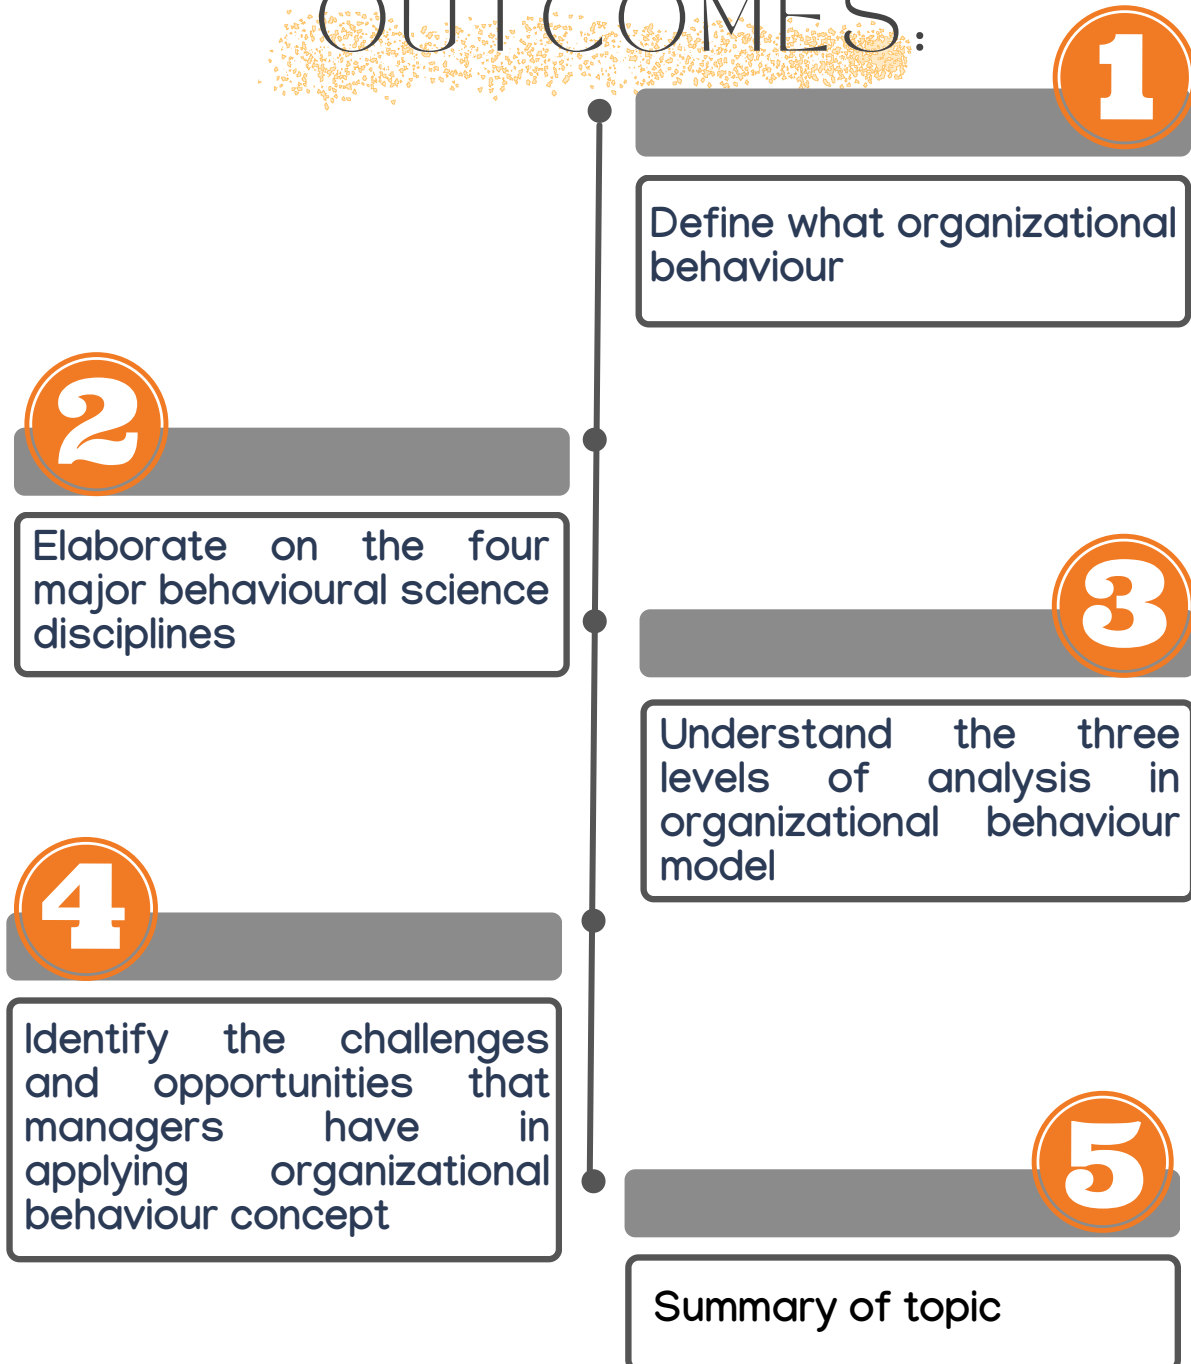 OUTCOMES:
1
Define what organizational
behaviour
2
Elaborate on the four
major behavioural science
disciplines
3
Understand the three
levels of analysis in
organizational behaviour
model
4
Identify the challenges
and opportunities that
managers have in
applying organizational
behaviour concept
5
Summary of topic